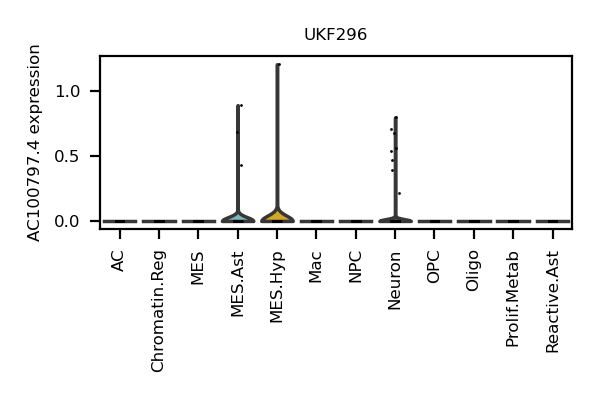 UKF296
AC100797.4 expression
1.0
0.5
0.0
AC
Chromatin.Reg
MES
MES.Ast
MES.Hyp
Mac
NPC
Neuron
OPC
Oligo
Prolif.Metab
Reactive.Ast